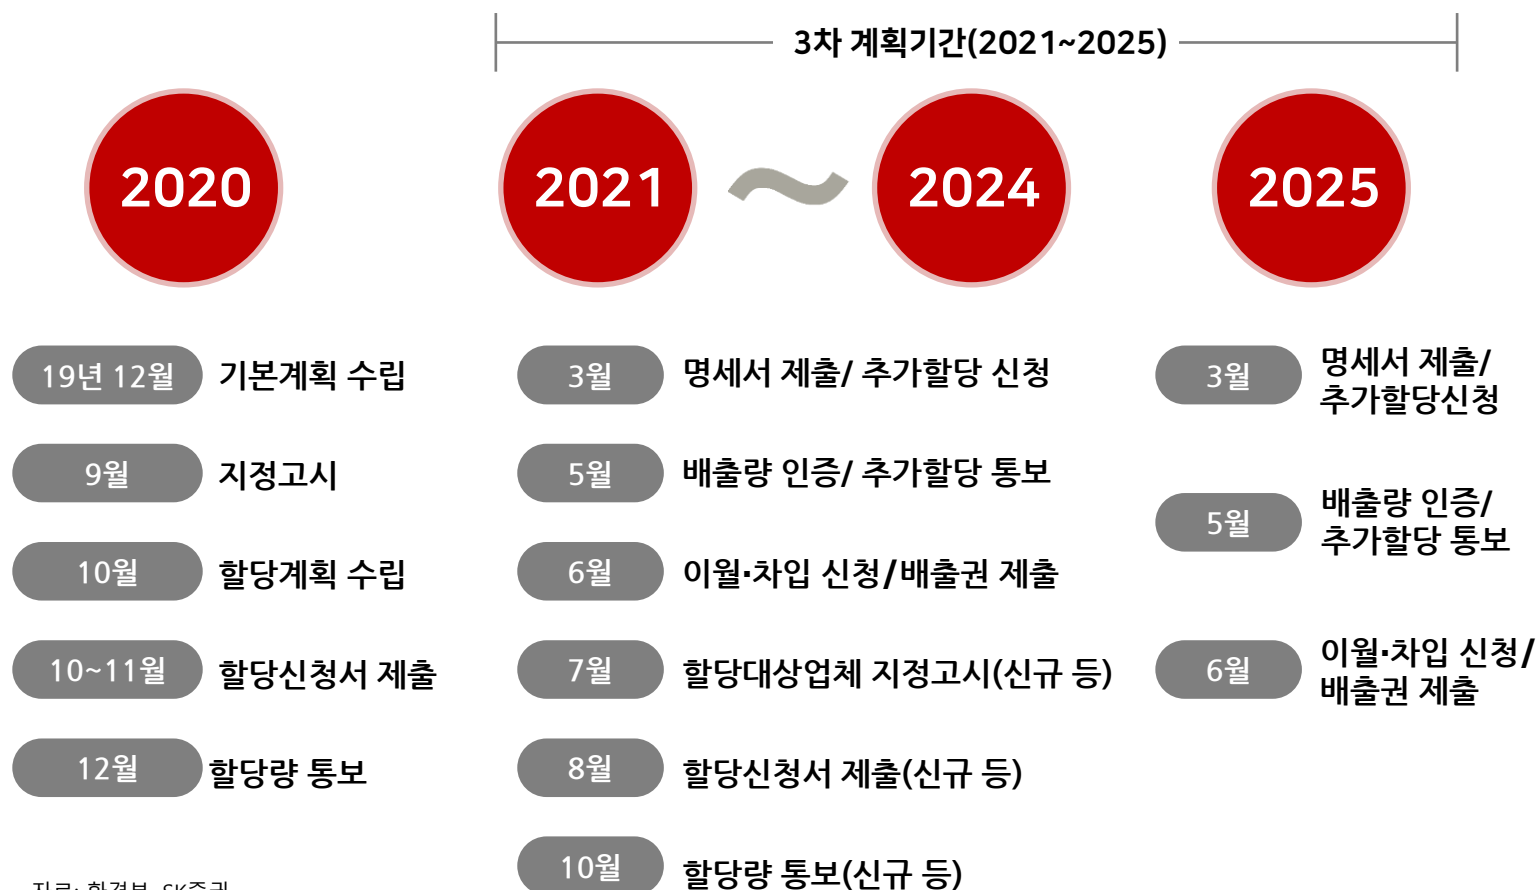 3차 계획기간(2021~2025)
2020
2021
2024
2025
19년 12월 기본계획 수립
9월 지정고시
10월 할당계획 수립
10~11월 할당신청서 제출
12월 할당량 통보
3월 명세서 제출/ 추가할당 신청
5월 배출량 인증/ 추가할당 통보
6월 이월·차입 신청/배출권 제출
7월 할당대상업체 지정고시(신규 등)
8월 할당신청서 제출(신규 등)
10월 할당량 통보(신규 등)
3월 명세서 제출/
추가할당신청
5월 배출량 인증/
추가할당 통보
6월 이월·차입 신청/
배출권 제출
자료: 환경부, SK증권